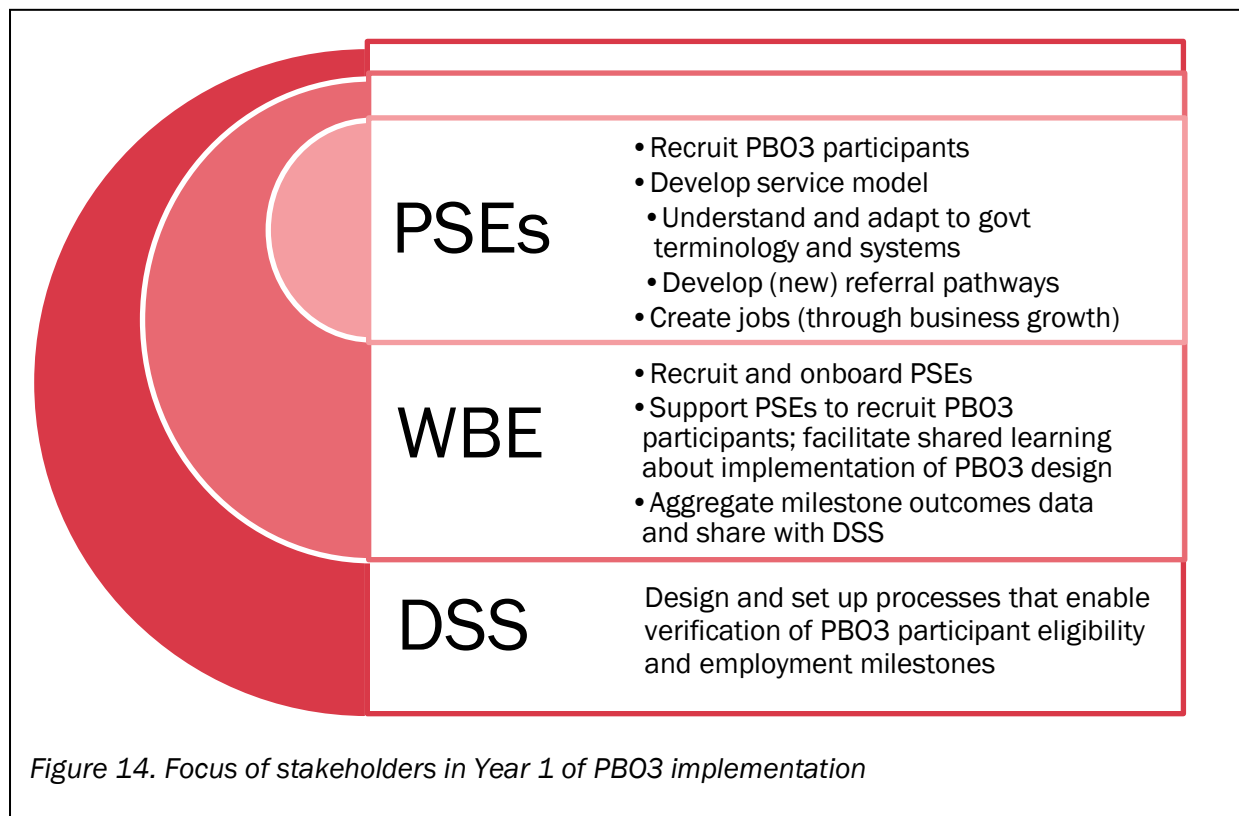 PSEs
• Recruit PBO3 participants
• Develop service model
• Understand and adapt to govt
terminology and systems
• Develop (new) referral pathways
• Create jobs (through business growth)
WBE
• Recruit and onboard PSEs
• Support PSEs to recruit PBO3
participants; facilitate shared learning
about implementation of PBO3 design
• Aggregate milestone outcomes data
and share with DSS
DSS
Design and set up processes that enable
verification of PBO3 participant eligibility
and employment milestones
Figure 14. Focus of stakeholders in Year 1 of PBO3 implementation